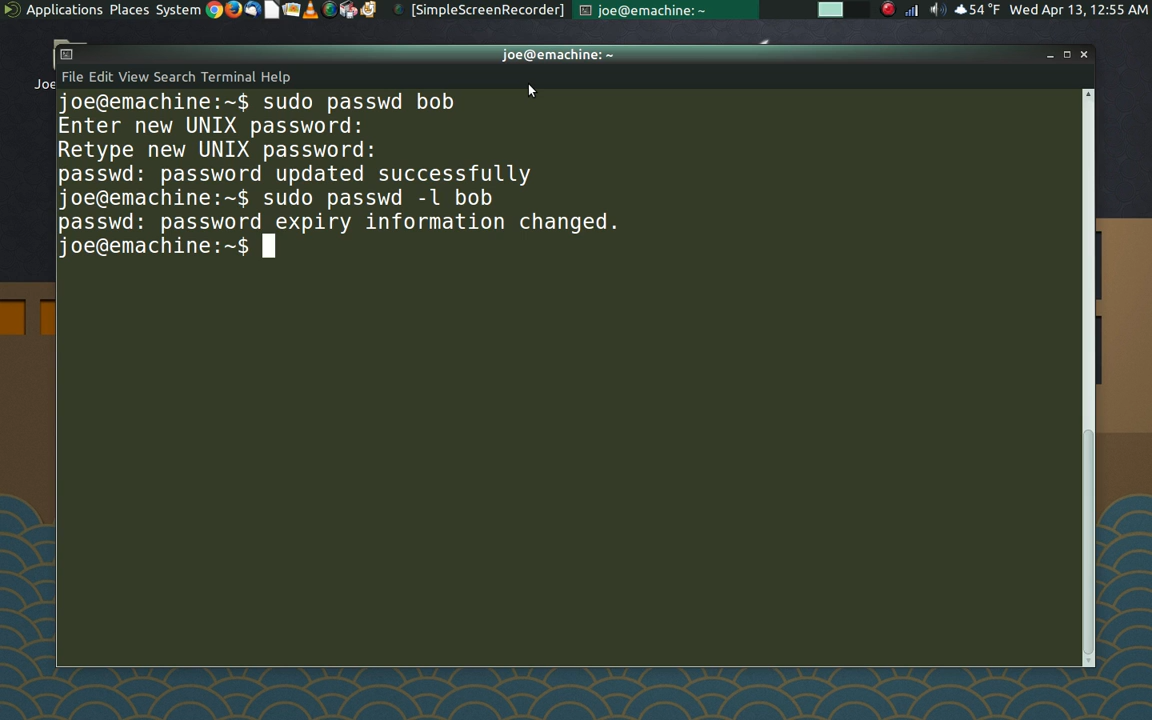 Applications Places System [SimpleScreenRecorder] joe@emachine: ~ 54 °F Wed Apr 13, 12:55 AM
joe@emachine: ~
Joe
File Edit View Search Terminal Help
joe@emachine:~$ sudo passwd bob
Enter new UNIX password:
Retype new UNIX password:
passwd: password updated successfully
joe@emachine:~$ sudo passwd -l bob
passwd: password expiry information changed.
joe@emachine:~$